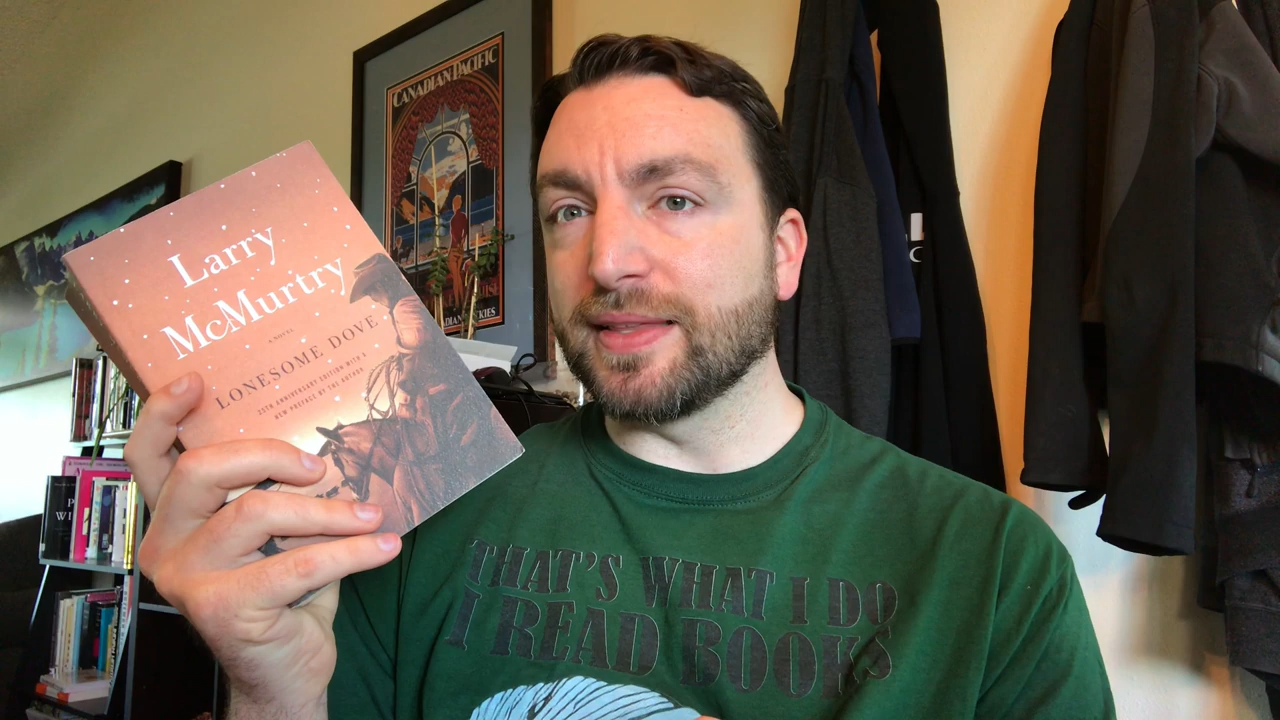 Larry
McMurtry
A NOVEL
LONESOME DOVE
25TH ANNIVERSARY EDITION WITH A
NEW PREFACE BY THE AUTHOR
CANADIAN PACIFIC
THAT'S WHAT I DO
I READ BOOKS